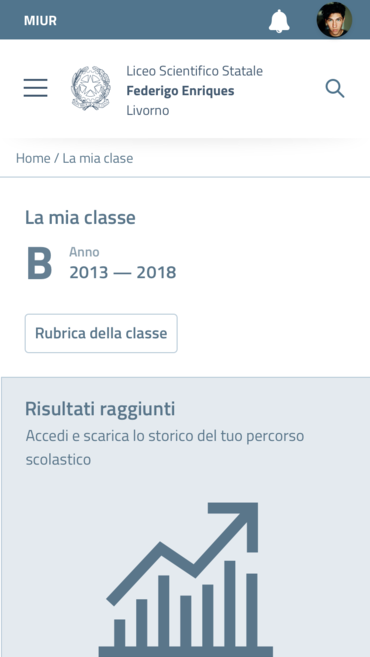 MIUR
Liceo Scientifico Statale
Federigo Enriques
Livorno
Home / La mia clase
La mia classe
B
Anno
2013 — 2018
Rubrica della classe
Risultati raggiunti
Accedi e scarica lo storico del tuo percorso
scolastico